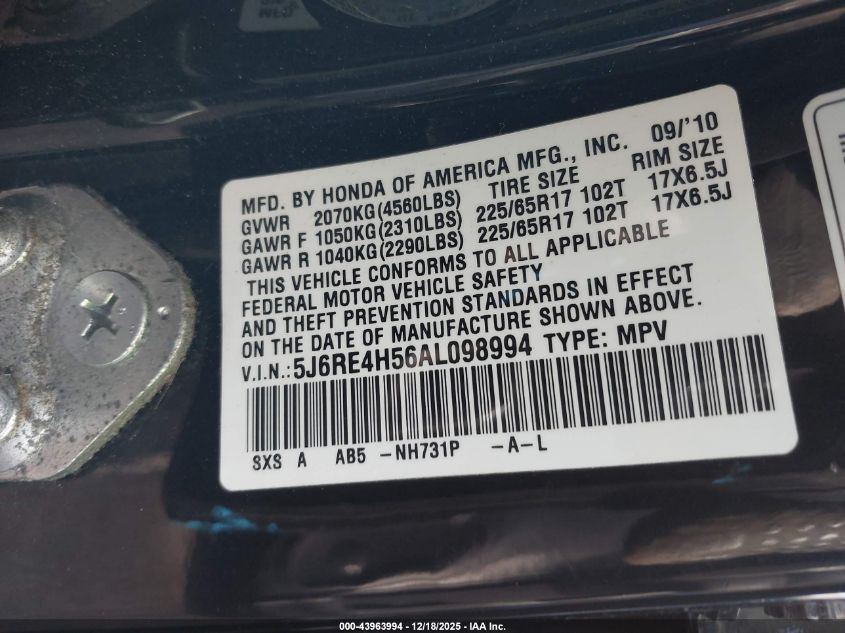 MFD. BY HONDA OF AMERICA MFG., INC. 09/'10
GVWR 2070KG(4560LBS) TIRE SIZE RIM SIZE
GAWR F 1050KG(2310LBS) 225/65R17 102T 17X6.5J
GAWR R 1040KG(2290LBS) 225/65R17 102T 17X6.5J
THIS VEHICLE CONFORMS TO ALL APPLICABLE
FEDERAL MOTOR VEHICLE SAFETY
AND THEFT PREVENTION STANDARDS IN EFFECT
ON THE DATE OF MANUFACTURE SHOWN ABOVE.
V.I.N.:5J6RE4H56AL098994 TYPE: MPV
SXS A AB5 -NH731P -A-L
000-43963994 - 12/18/2025 - IAA Inc.